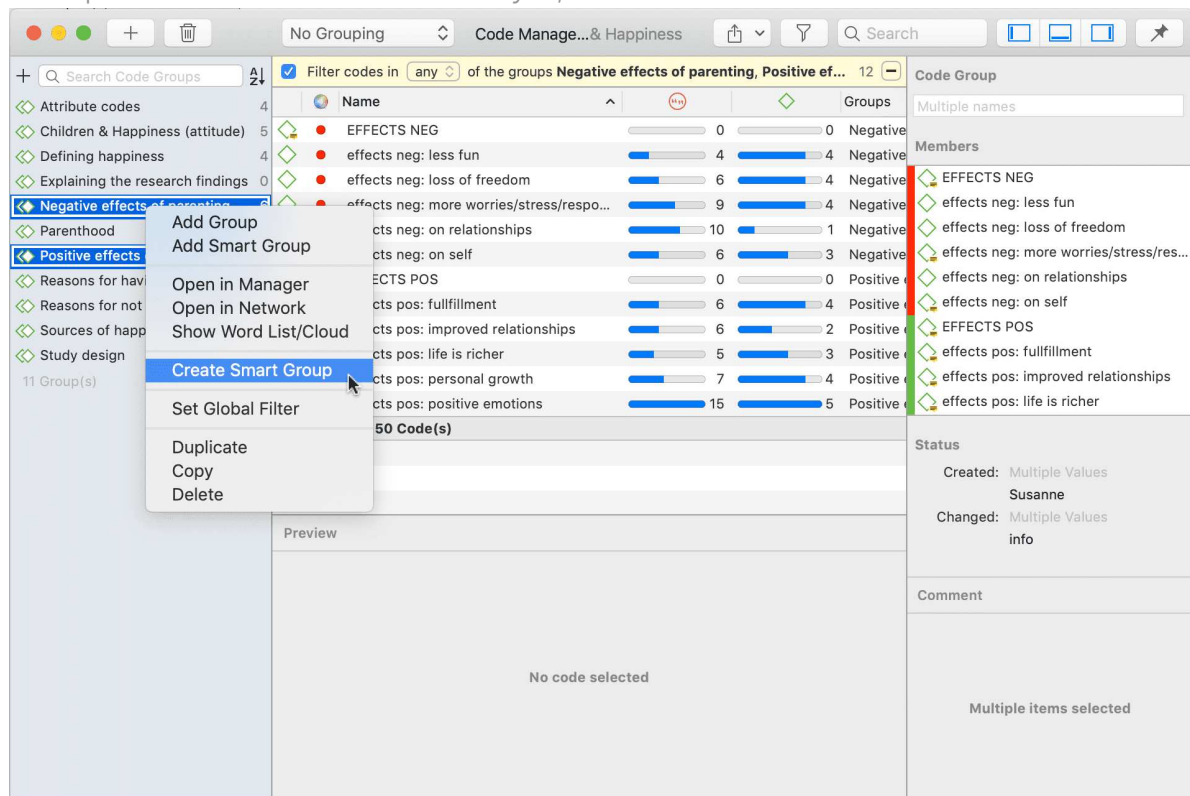 No Grouping Code Manage...& Happiness Search
Search Code Groups
Attribute codes 4
Children & Happiness (attitude) 5
Defining happiness 4
Explaining the research findings 0
Negative effects of parenting 6
Parenthood
Positive effects
Reasons for havi
Reasons for not
Sources of happ
Study design
11 Group(s)
Add Group
Add Smart Group
Open in Manager
Open in Network
Show Word List/Cloud
Create Smart Group
Set Global Filter
Duplicate
Copy
Delete
Filter codes in any of the groups Negative effects of parenting, Positive ef... 12
Name Groups
EFFECTS NEG 0 0 Negative
effects neg: less fun 4 4 Negative
effects neg: loss of freedom 6 4 Negative
effects neg: more worries/stress/respo... 9 4 Negative
cts neg: on relationships 10 1 Negative
cts neg: on self 6 3 Negative
ECTS POS 0 0 Positive
cts pos: fullfillment 6 4 Positive
cts pos: improved relationships 6 2 Positive
cts pos: life is richer 5 3 Positive
cts pos: personal growth 7 4 Positive
cts pos: positive emotions 15 5 Positive
50 Code(s)
Preview
No code selected
Code Group
Multiple names
Members
EFFECTS NEG
effects neg: less fun
effects neg: loss of freedom
effects neg: more worries/stress/res...
effects neg: on relationships
effects neg: on self
EFFECTS POS
effects pos: fullfillment
effects pos: improved relationships
effects pos: life is richer
Status
Created: Multiple Values
Susanne
Changed: Multiple Values
info
Comment
Multiple items selected